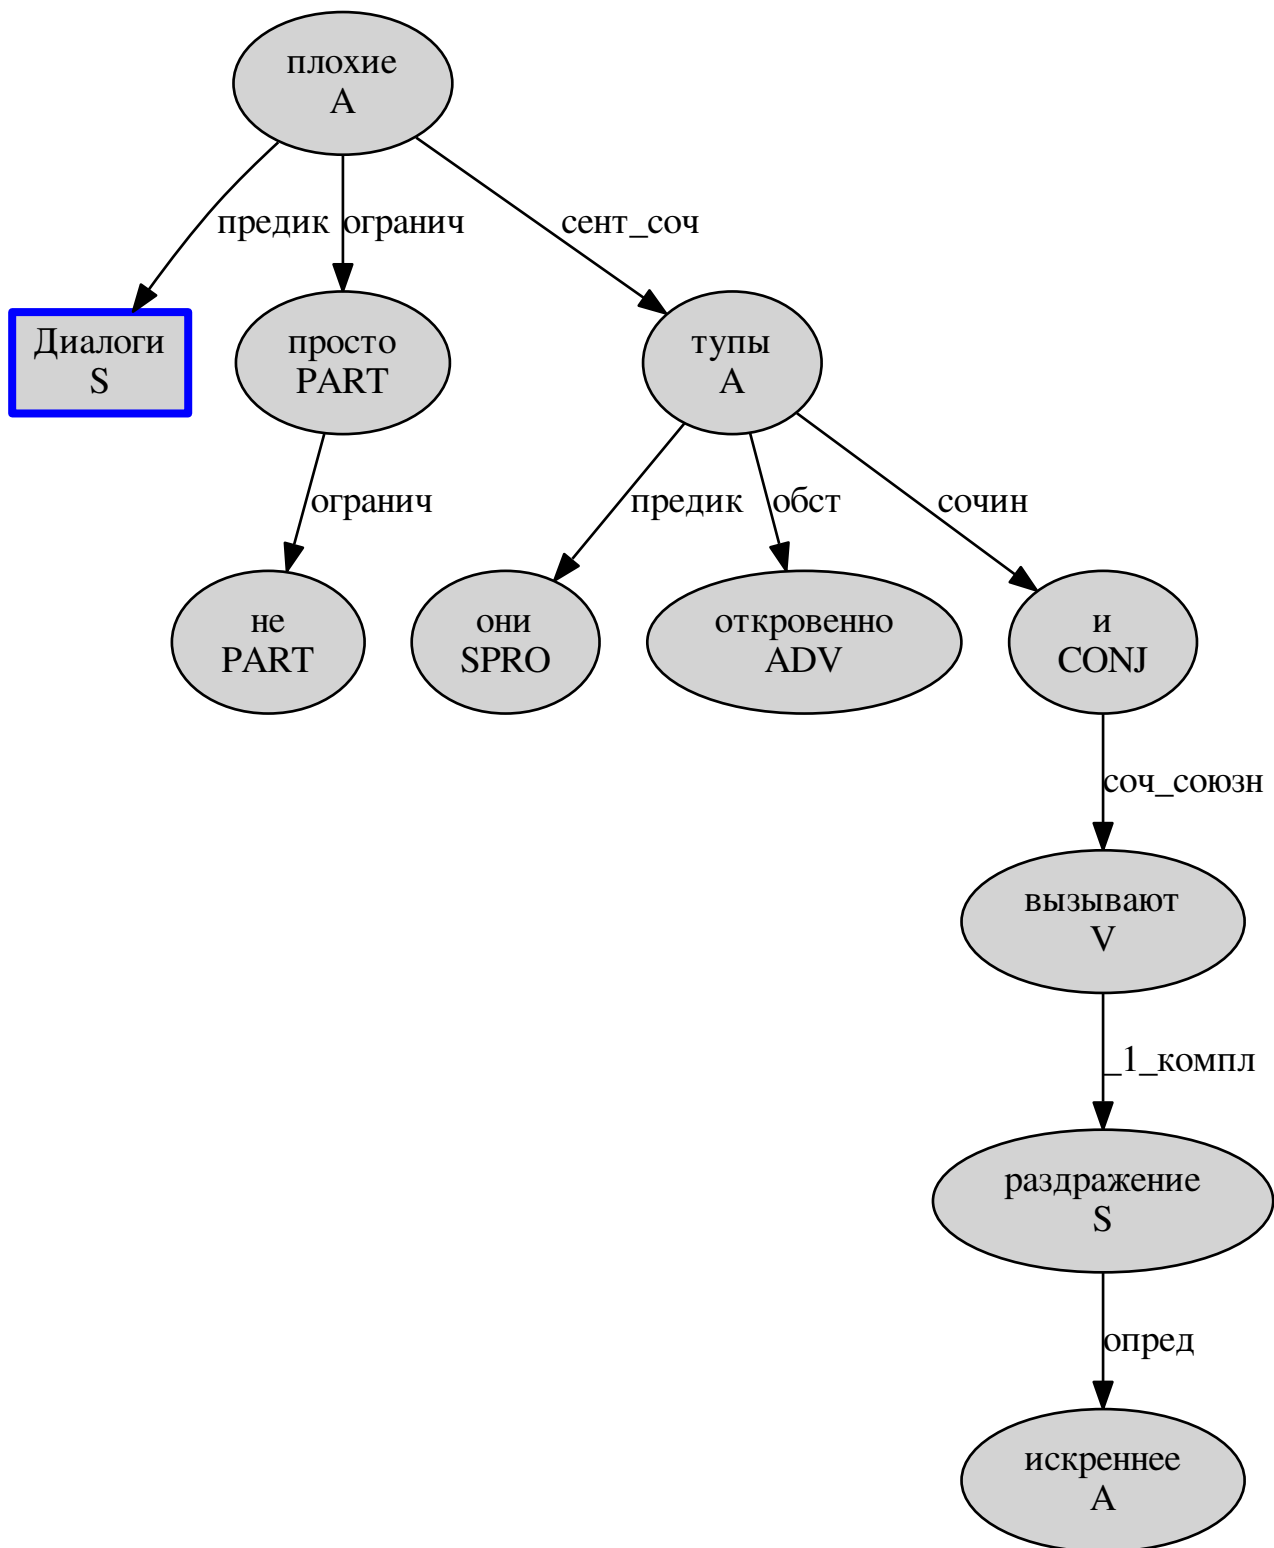 плохие
A
предик
огранич
сент_соч
Диалоги
S
просто
PART
тупы
A
огранич
предик
обст
сочин
не
PART
они
SPRO
откровенно
ADV
и
CONJ
соч_союзн
вызывают
V
_1_компл
раздражение
S
опред
искреннее
A